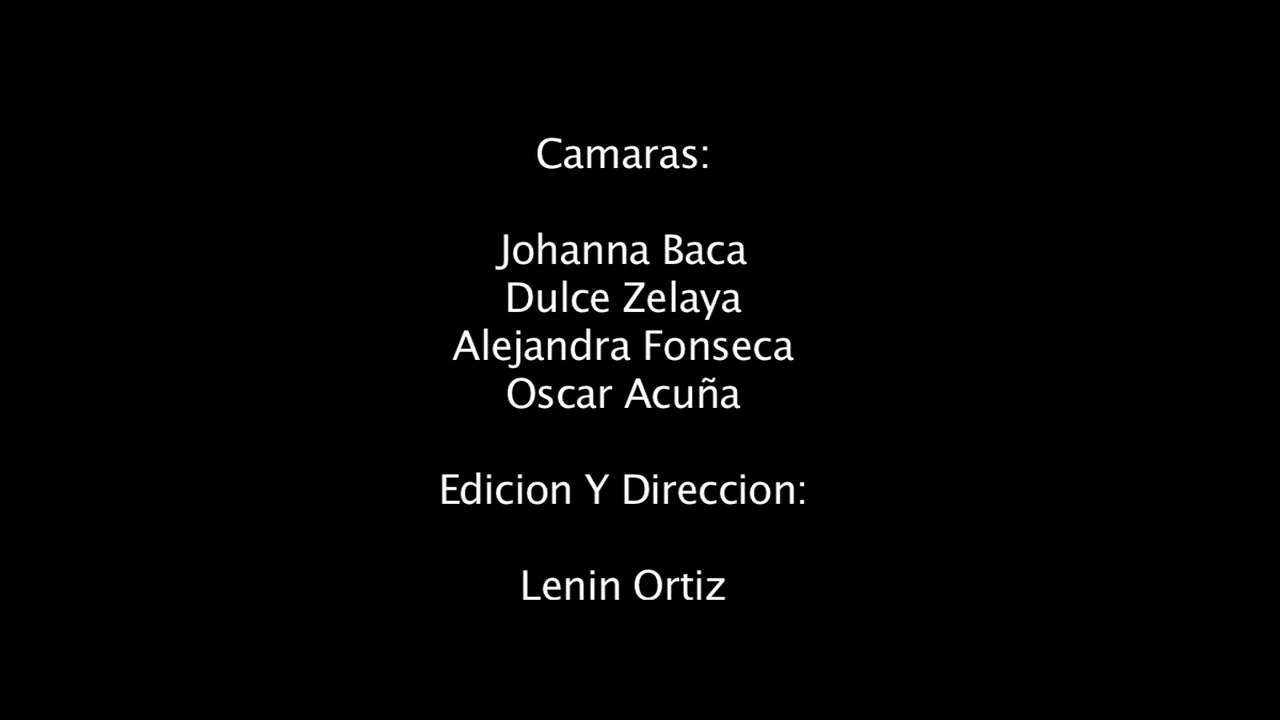 Camaras:
Johanna Baca
Dulce Zelaya
Alejandra Fonseca
Oscar Acuña
Edicion Y Direccion:
Lenin Ortiz